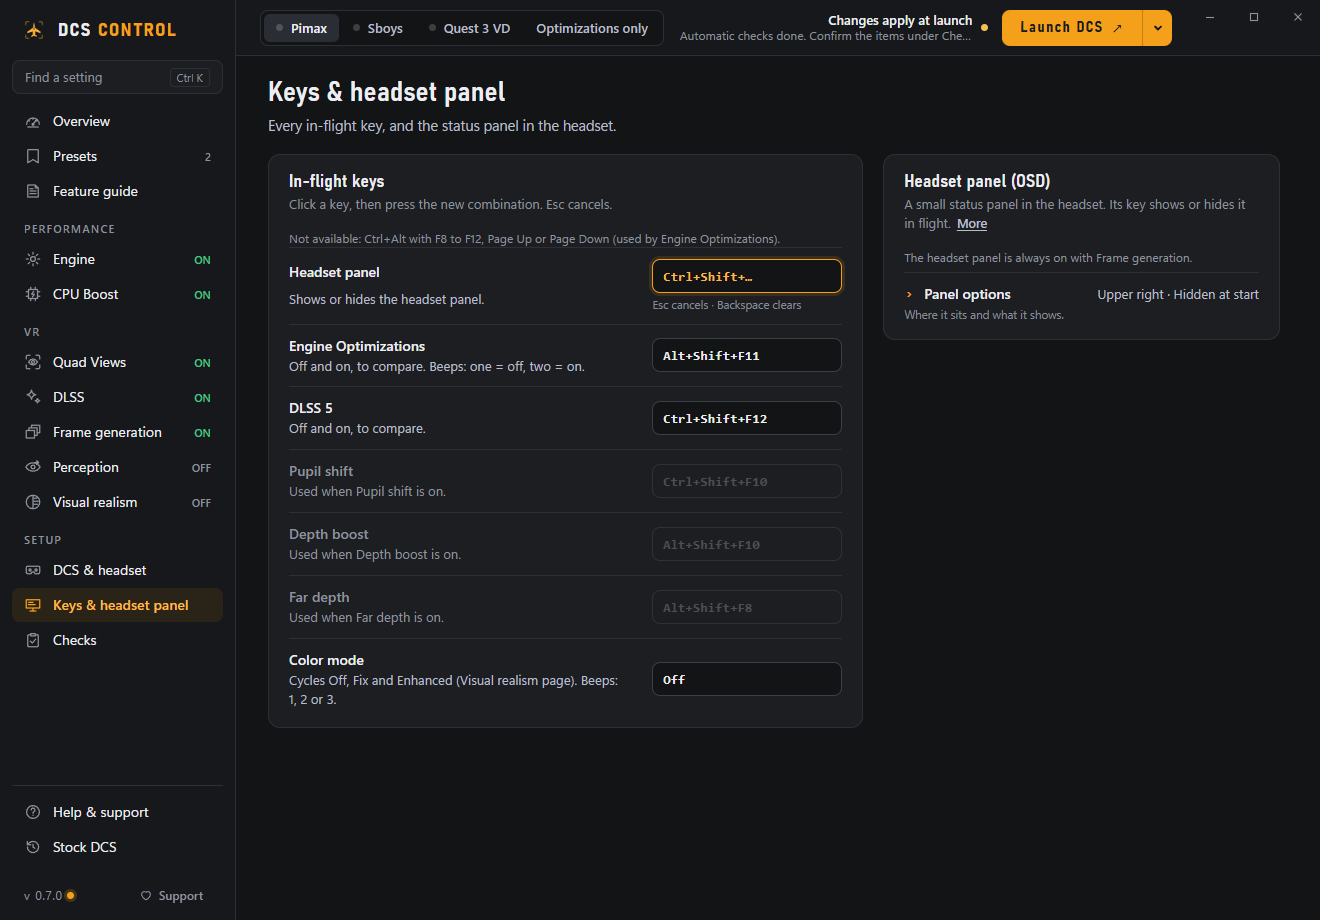 DCS CONTROL
Find a setting
Ctrl K
Overview
Presets 2
Feature guide
PERFORMANCE
Engine ON
CPU Boost ON
VR
Quad Views ON
DLSS ON
Frame generation ON
Perception OFF
Visual realism OFF
SETUP
DCS & headset
Keys & headset panel
Checks
Help & support
Stock DCS
v 0.7.0
Support
Pimax
Sboys
Quest 3 VD
Optimizations only
Changes apply at launch
Automatic checks done. Confirm the items under Che...
Launch DCS ↗
Keys & headset panel
Every in-flight key, and the status panel in the headset.
In-flight keys
Click a key, then press the new combination. Esc cancels.
Not available: Ctrl+Alt with F8 to F12, Page Up or Page Down (used by Engine Optimizations).
Headset panel
Shows or hides the headset panel.
Ctrl+Shift+…
Esc cancels · Backspace clears
Engine Optimizations
Off and on, to compare. Beeps: one = off, two = on.
Alt+Shift+F11
DLSS 5
Off and on, to compare.
Ctrl+Shift+F12
Pupil shift
Used when Pupil shift is on.
Ctrl+Shift+F10
Depth boost
Used when Depth boost is on.
Alt+Shift+F10
Far depth
Used when Far depth is on.
Alt+Shift+F8
Color mode
Cycles Off, Fix and Enhanced (Visual realism page). Beeps:
1, 2 or 3.
Off
Headset panel (OSD)
A small status panel in the headset. Its key shows or hides it
in flight. More
The headset panel is always on with Frame generation.
› Panel options
Upper right · Hidden at start
Where it sits and what it shows.